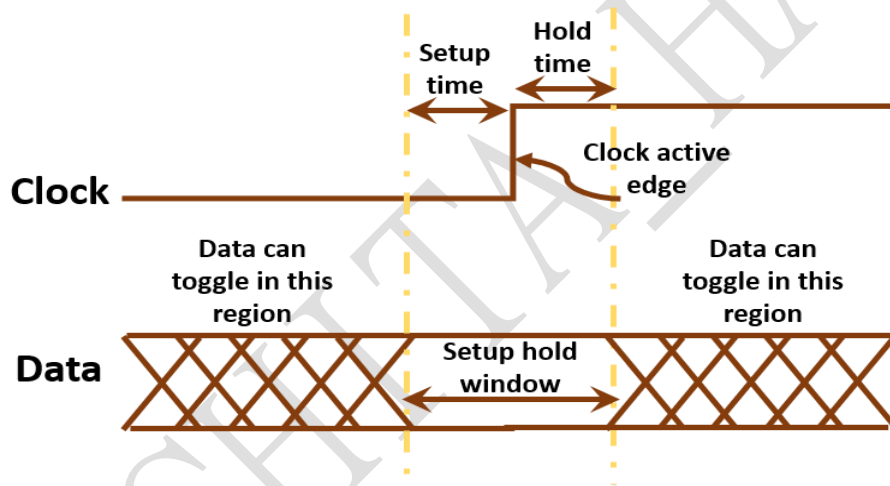 Setup
time
Hold
time
Clock active
edge
Clock
Data can
toggle in this
region
Data can
toggle in this
region
Data
Setup hold
window